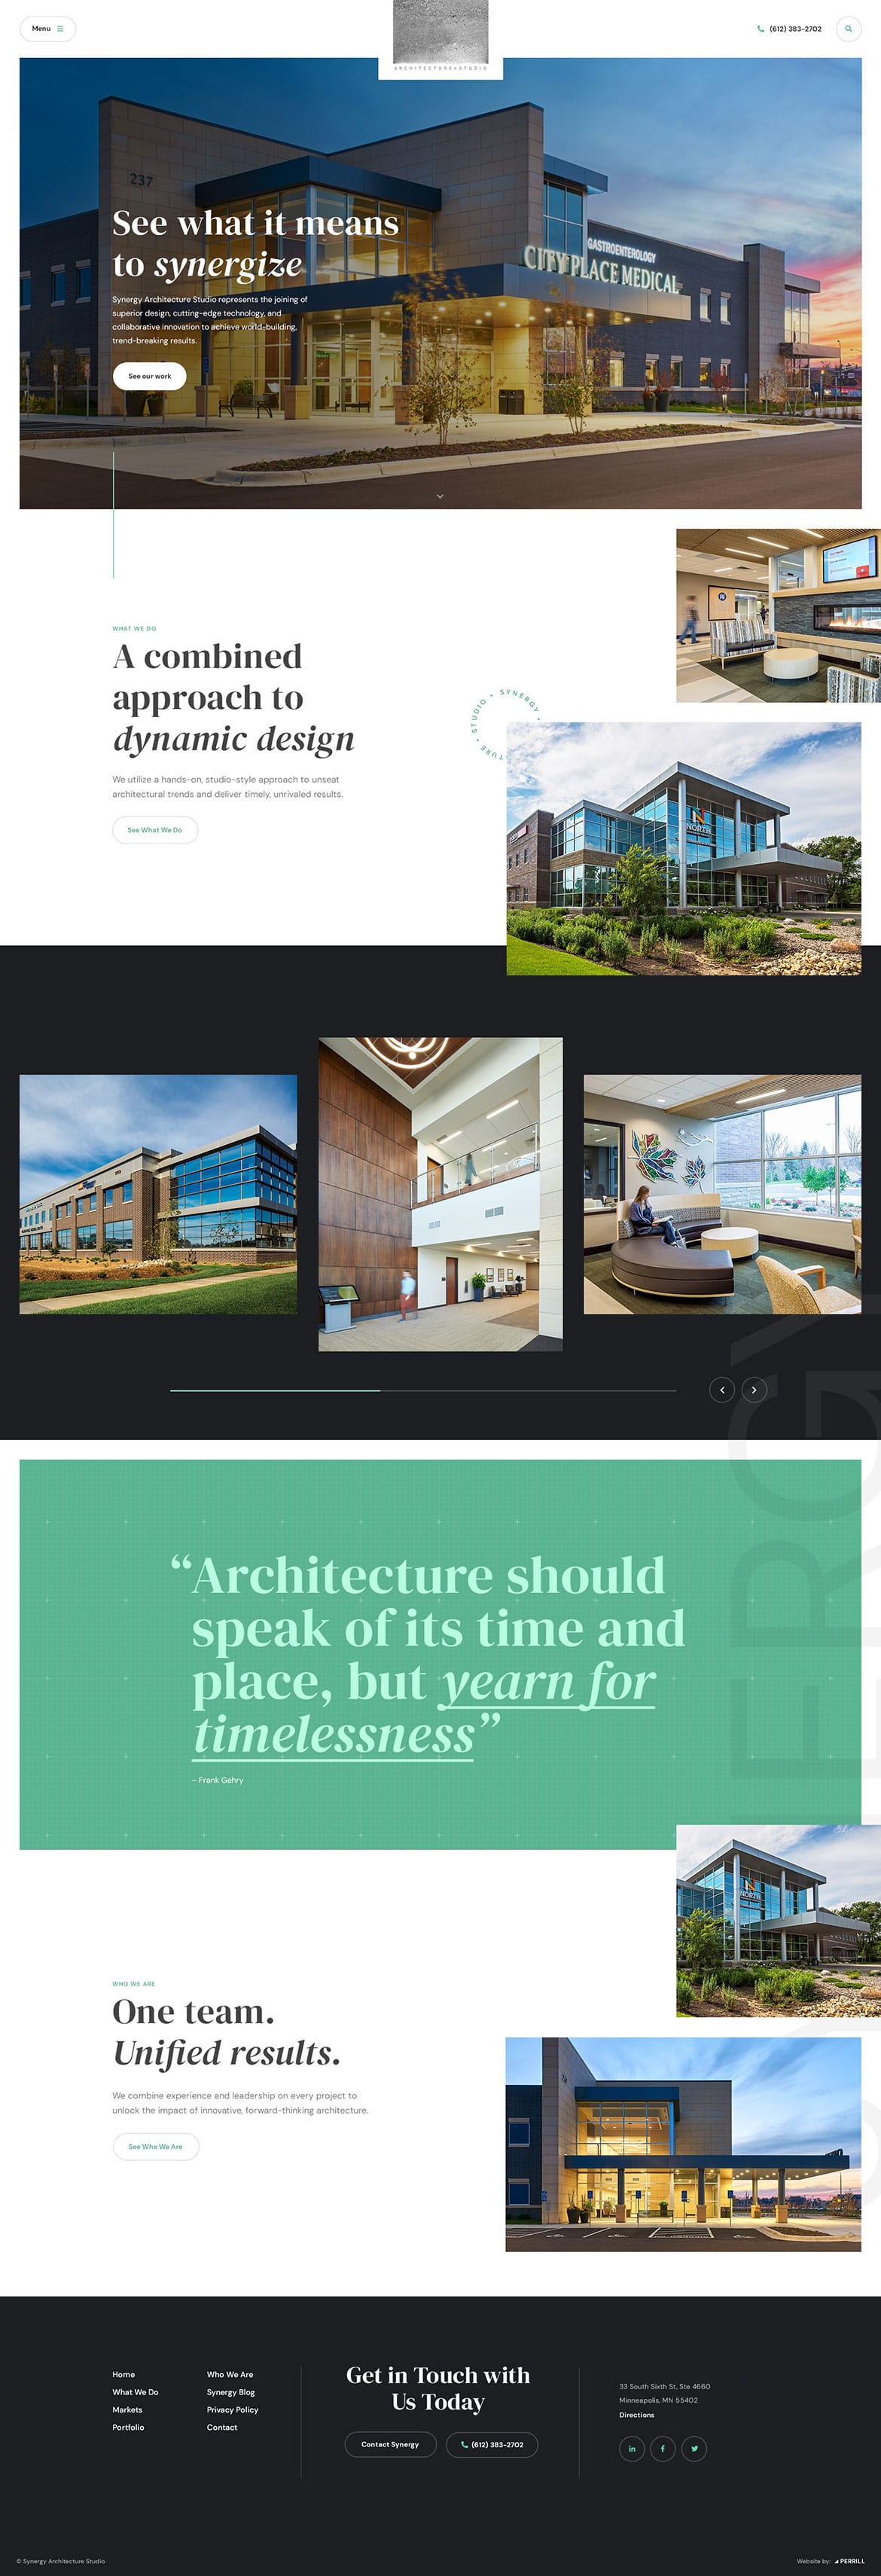 Menu
(612) 383-2702
ARCHITECTURE•STUDIO
237
GASTROENTEROLOGY
CITY PLACE MEDICAL
See what it means
to synergize
Synergy Architecture Studio represents the joining of
superior design, cutting-edge technology, and
collaborative innovation to achieve world-building,
trend-breaking results.
See our work
WHAT WE DO
A combined
approach to
dynamic design
We utilize a hands-on, studio-style approach to unseat
architectural trends and deliver timely, unrivaled results.
See What We Do
STUDIO • SYNERGY •
NORTH
“Architecture should
speak of its time and
place, but yearn for
timelessness”
– Frank Gehry
NORTH
WHO WE ARE
One team.
Unified results.
We combine experience and leadership on every project to
unlock the impact of innovative, forward-thinking architecture.
See Who We Are
Home
What We Do
Markets
Portfolio
Who We Are
Synergy Blog
Privacy Policy
Contact
Get in Touch with
Us Today
Contact Synergy
(612) 383-2702
33 South Sixth St, Ste 4660
Minneapolis, MN 55402
Directions
© Synergy Architecture Studio
Website by: PERRILL